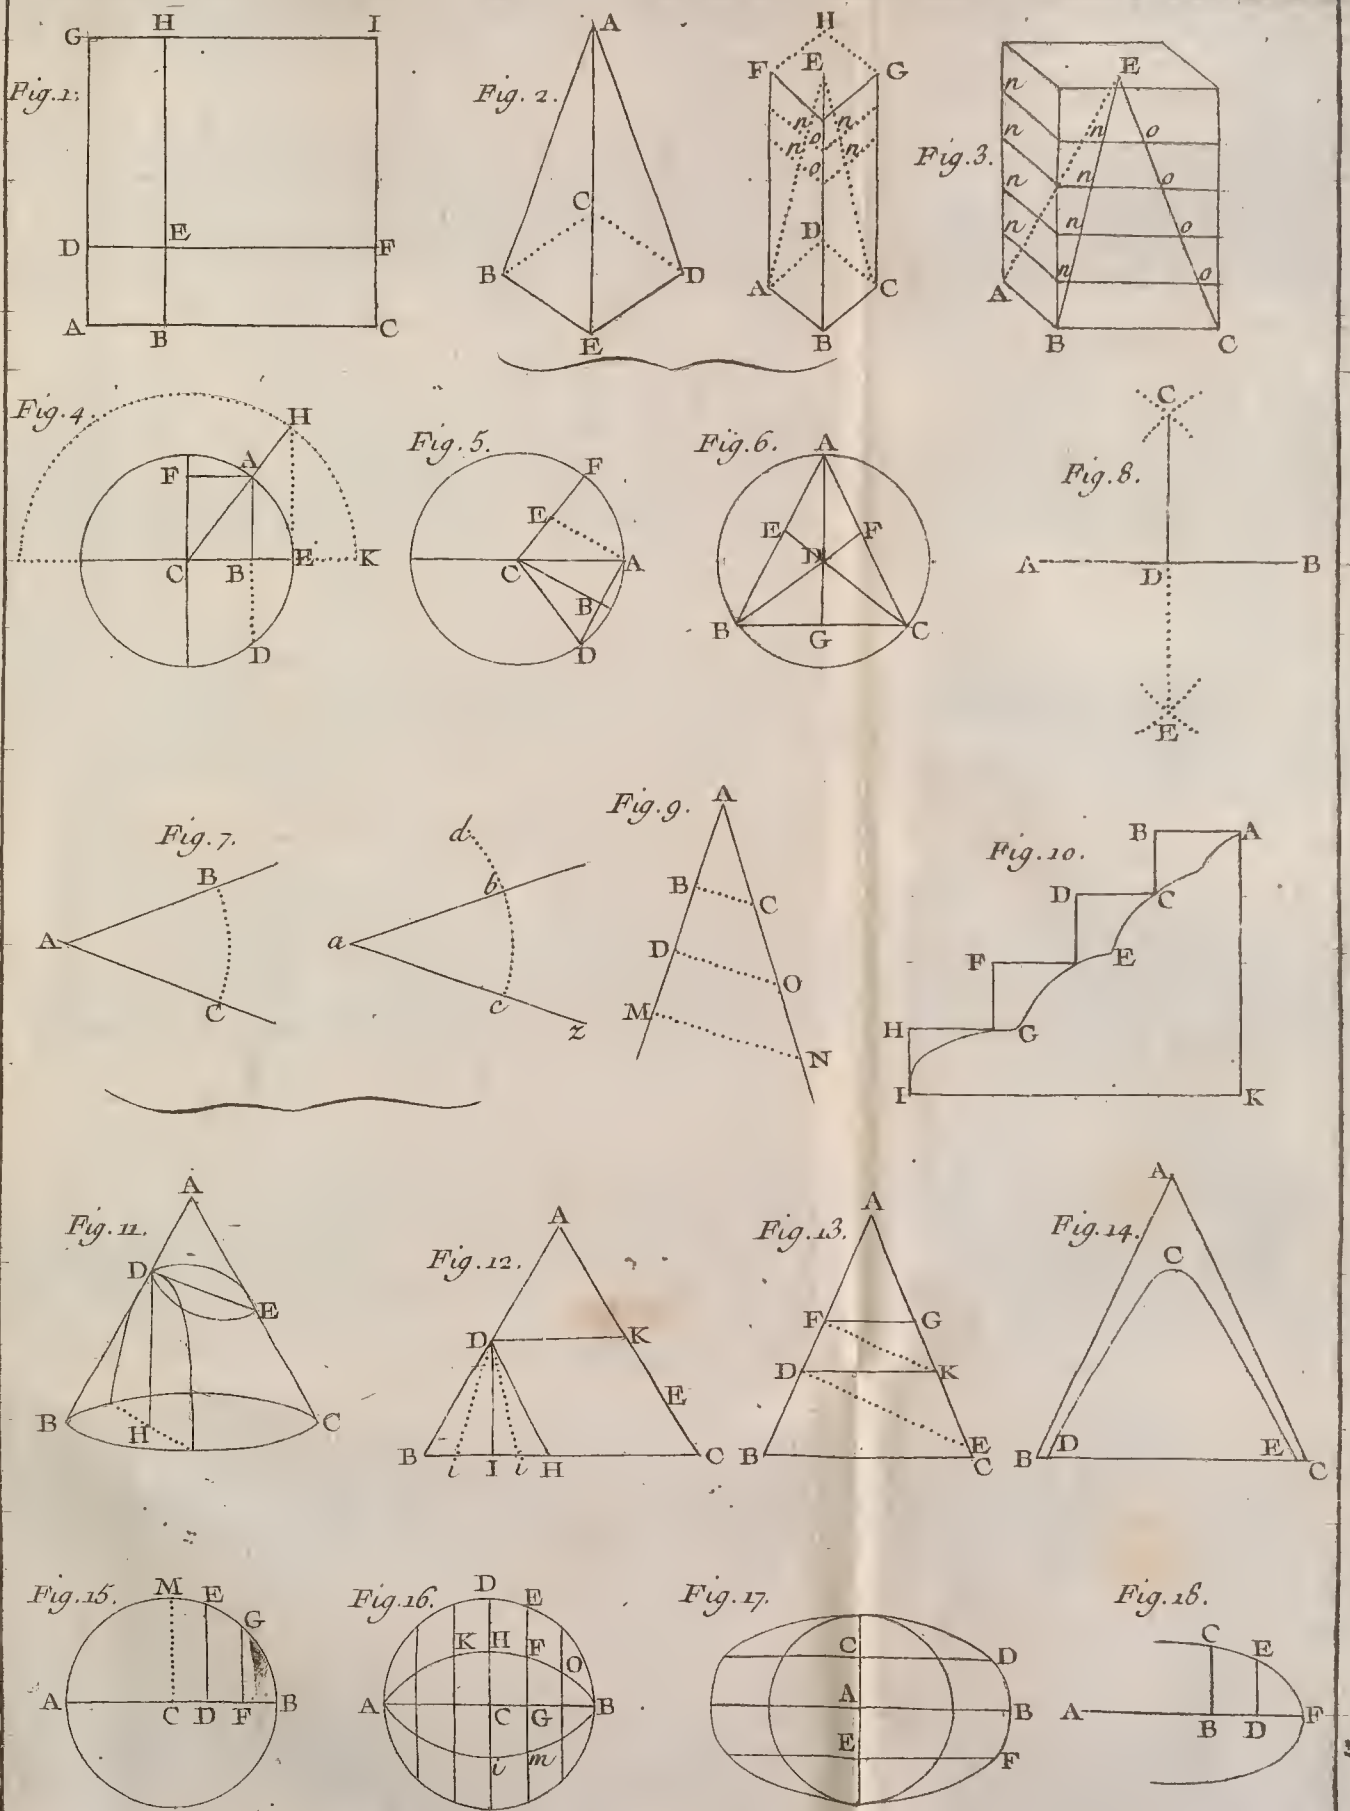 G H I
Fig.1.
D E F
A B C
A
Fig. 2.
C
B D
E
H
F E G
n n
o
n n
o
D
A C
B
E
Fig.3.
n
n n o
n n o
n n o
n o
A
B C
Fig.4.
H
F A
C B E K
D
Fig.5.
F
E
C A
B
D
Fig.6.
A
E F
D
B G C
C
Fig.8.
A D B
E
Fig.7.
B
A
C
d
b
a
c
z
Fig.9.
A
B C
D O
M N
Fig.10.
B A
D C
F E
H G
I K
Fig.11.
A
D
E
B H C
Fig.12.
A
D K
E
B i I i H C
Fig.13.
A
F G
D K
E
B C
Fig.14.
A
C
D E
B C
Fig.15.
M E
G
A C D F B
Fig.16.
D E
K H F
O
A C G B
i m
Fig.17.
C D
A B
E F
Fig.18.
C E
A B D F